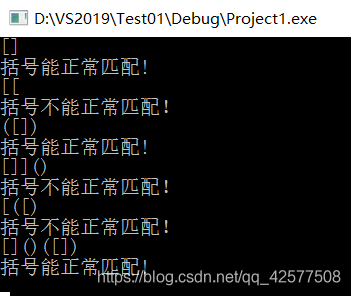 D:\VS2019\Test01\Debug\Project1.exe
[]
括号能正常匹配!
[[
括号不能正常匹配!
([])
括号能正常匹配!
[]]()
括号不能正常匹配!
[([)
括号不能正常匹配!
[]()([])
括号能正常匹配!
https://blog.csdn.net/qq_42577508